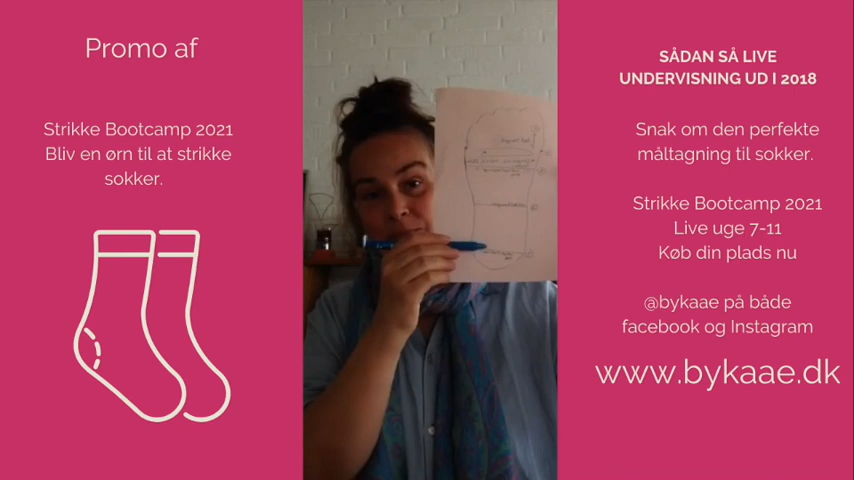 Promo af
Strikke Bootcamp 2021
Bliv en ørn til at strikke
sokker.
SÅDAN SÅ LIVE
UNDERVISNING UD I 2018
Snak om den perfekte
måltagning til sokker.
Strikke Bootcamp 2021
Live uge 7-11
Køb din plads nu
@bykaae på både
facebook og Instagram
www.bykaae.dk